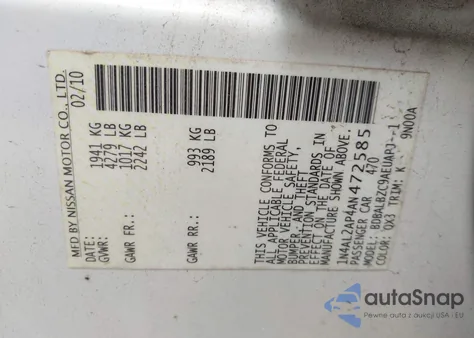 MFD BY NISSAN MOTOR CO., LTD.
DATE: 02/10
GVWR: 1941 KG
4279 LB
GAWR FR: 1017 KG
2242 LB
GAWR RR: 993 KG
2189 LB
THIS VEHICLE CONFORMS TO
ALL APPLICABLE FEDERAL
MOTOR VEHICLE SAFETY,
BUMPER, AND THEFT
PREVENTION STANDARDS IN
EFFECT ON THE DATE OF
MANUFACTURE SHOWN ABOVE.
1N4AL2AP4AN472585
PASSENGER CAR 470
MODEL: BDBALBZC9AEUAPJ--1
COLOR: QX3 TRIM: K 9N00A
autoSnap
Pewne auta z aukcji USA - EU